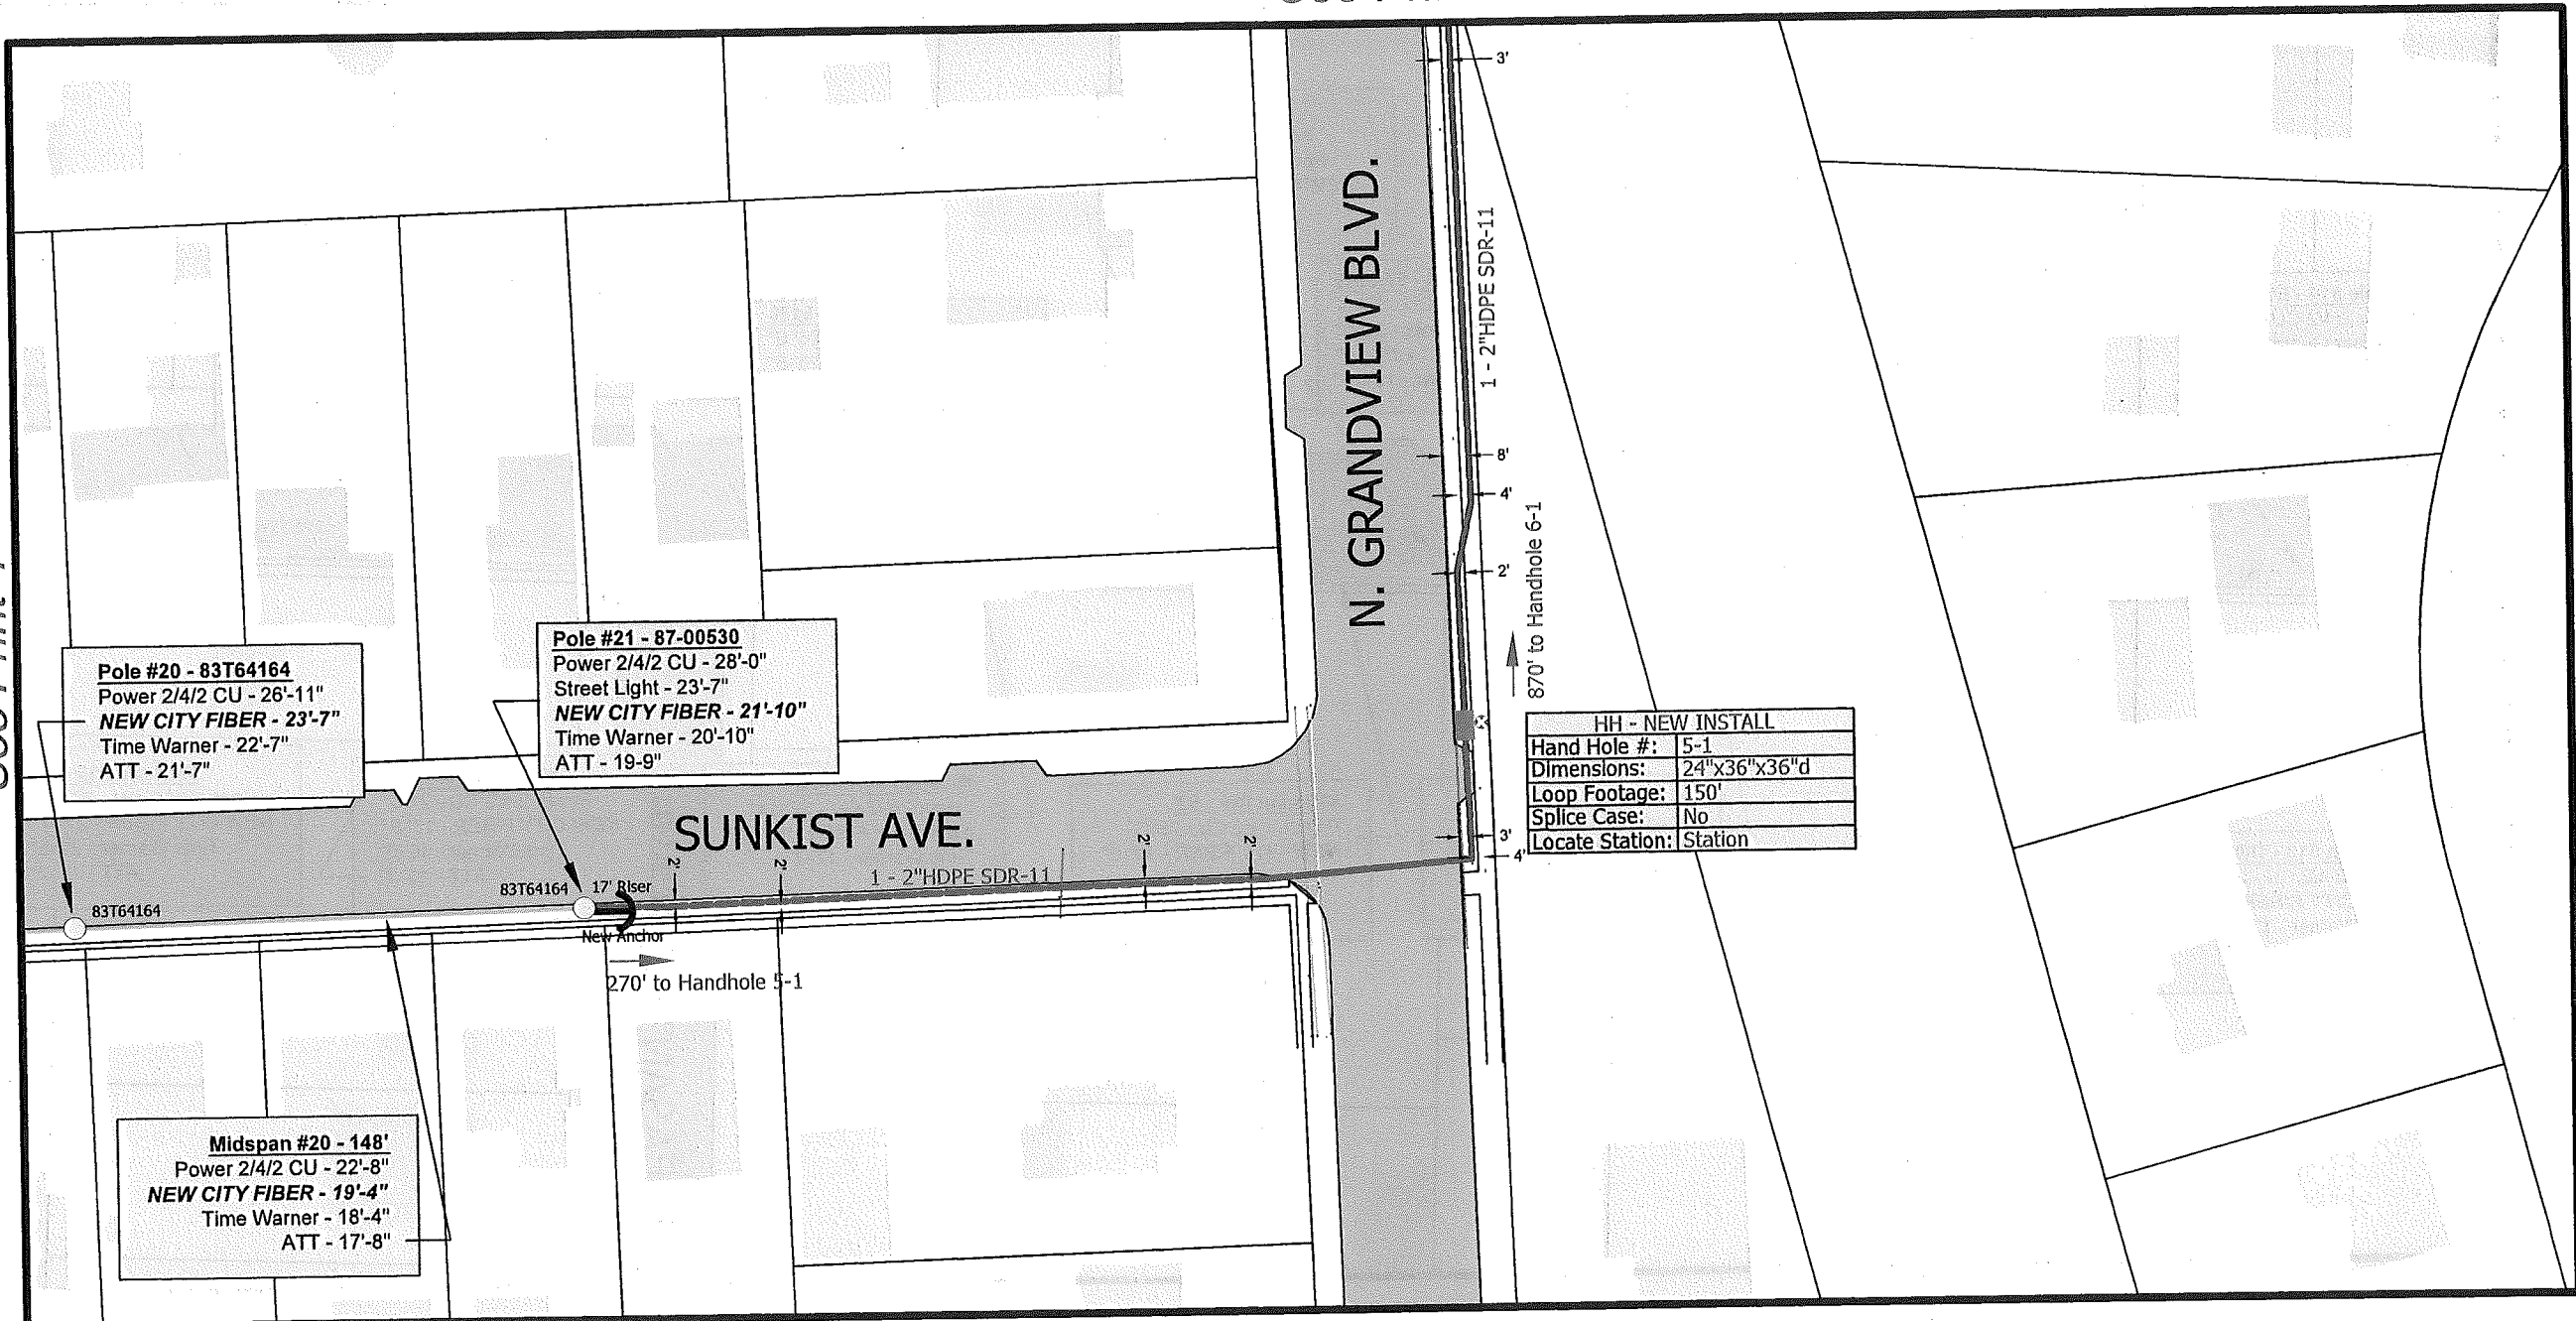 3'
1 - 2"HDPE SDR-11
N. GRANDVIEW BLVD.
8'
4'
2'
870' to Handhole 6-1
Pole #20 - 83T64164
Power 2/4/2 CU - 26'-11"
NEW CITY FIBER - 23'-7"
Time Warner - 22'-7"
ATT - 21'-7"
Pole #21 - 87-00530
Power 2/4/2 CU - 28'-0"
Street Light - 23'-7"
NEW CITY FIBER - 21'-10"
Time Warner - 20'-10"
ATT - 19-9"
HH - NEW INSTALL
Hand Hole #: 5-1
Dimensions: 24"x36"x36"d
Loop Footage: 150'
Splice Case: No
Locate Station: Station
SUNKIST AVE.
3'
4'
2'
2'
2'
2'
1 - 2"HDPE SDR-11
83T64164
17' Riser
83T64164
New Anchor
270' to Handhole 5-1
Midspan #20 - 148'
Power 2/4/2 CU - 22'-8"
NEW CITY FIBER - 19'-4"
Time Warner - 18'-4"
ATT - 17'-8"